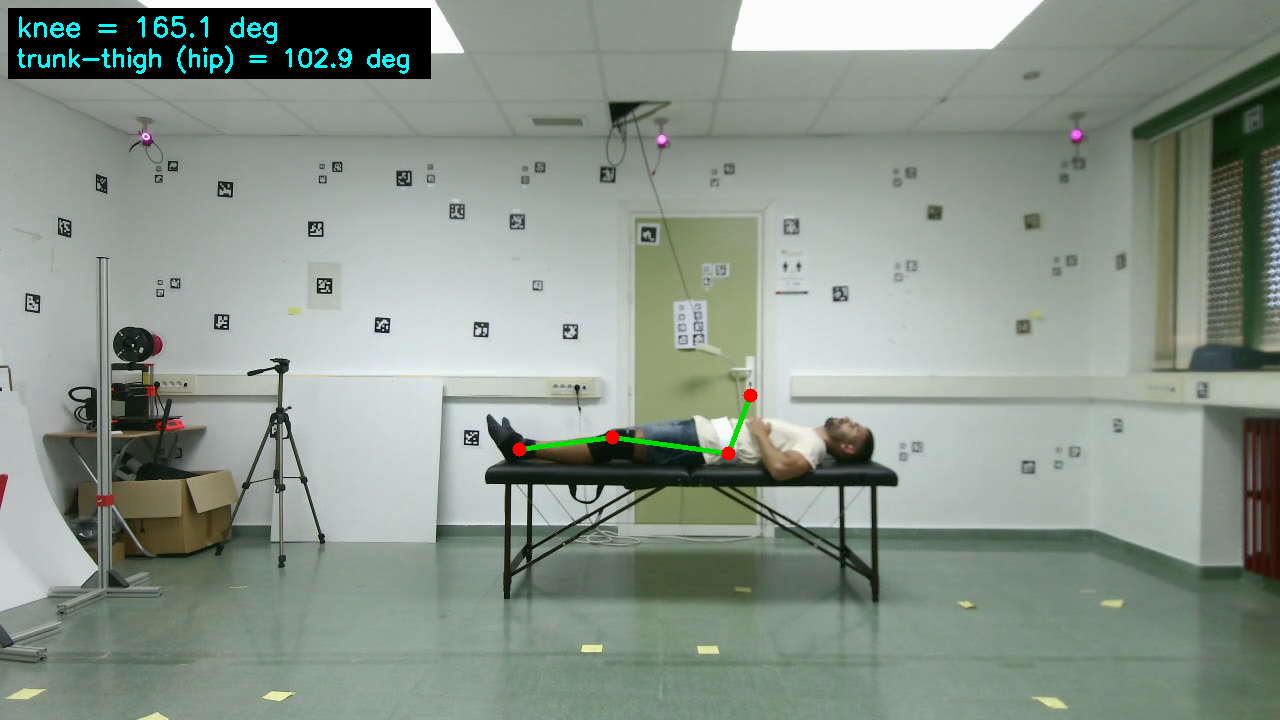 knee = 165.1 deg
trunk-thigh (hip) = 102.9 deg